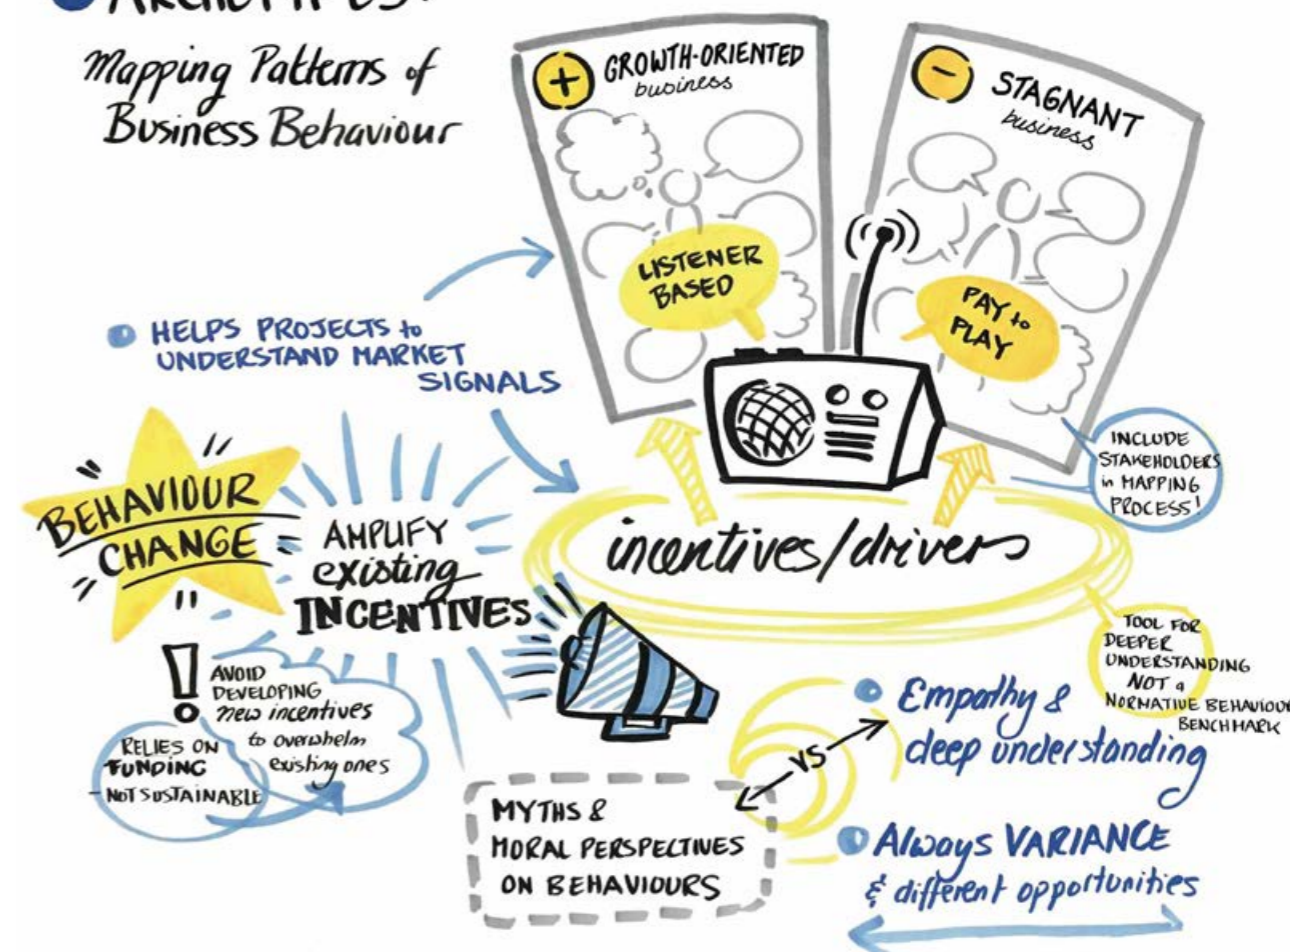 ARCHETYPES:
Mapping Patterns of
Business Behaviour
+
GROWTH-ORIENTED
business
LISTENER
BASED
-
STAGNANT
business
PAY to
PLAY
HELPS PROJECTS to
UNDERSTAND MARKET
SIGNALS
INCLUDE
STAKEHOLDERS
in MAPPING
PROCESS!
BEHAVIOUR
CHANGE
AMPLIFY
existing
INCENTIVES
incentives/drivers
TOOL FOR
DEEPER
UNDERSTANDING
NOT a
NORMATIVE BEHAVIOUR
BENCHMARK
!
AVOID
DEVELOPING
new incentives
to overwhelm
existing ones
RELIES ON
FUNDING
- NOT SUSTAINABLE
MYTHS &
MORAL PERSPECTIVES
ON BEHAVIOURS
VS
Empathy &
deep understanding
Always VARIANCE
& different opportunities